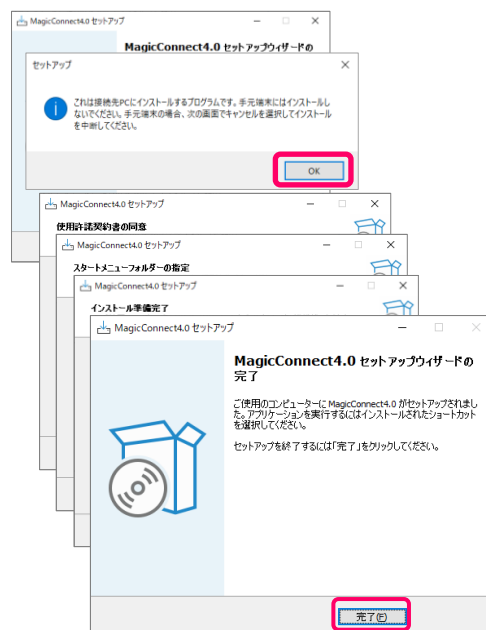 MagicConnect4.0 セットアップ
MagicConnect4.0 セットアップウィザードの
セットアップ
これは接続先PCにインストールするプログラムです。手元端末にはインストールし
ないでください。手元端末の場合、次の画面でキャンセルを選択してインストール
を中断してください。
OK
MagicConnect4.0 セットアップ
使用許諾契約書の同意
MagicConnect4.0 セットアップ
スタートメニューフォルダーの指定
MagicConnect4.0 セットアップ
インストール準備完了
MagicConnect4.0 セットアップ
MagicConnect4.0 セットアップウィザードの
完了
ご使用のコンピューターに MagicConnect4.0 がセットアップされまし
た。アプリケーションを実行するにはインストールされたショートカット
を選択してください。
セットアップを終了するには「完了」をクリックしてください。
完了(F)